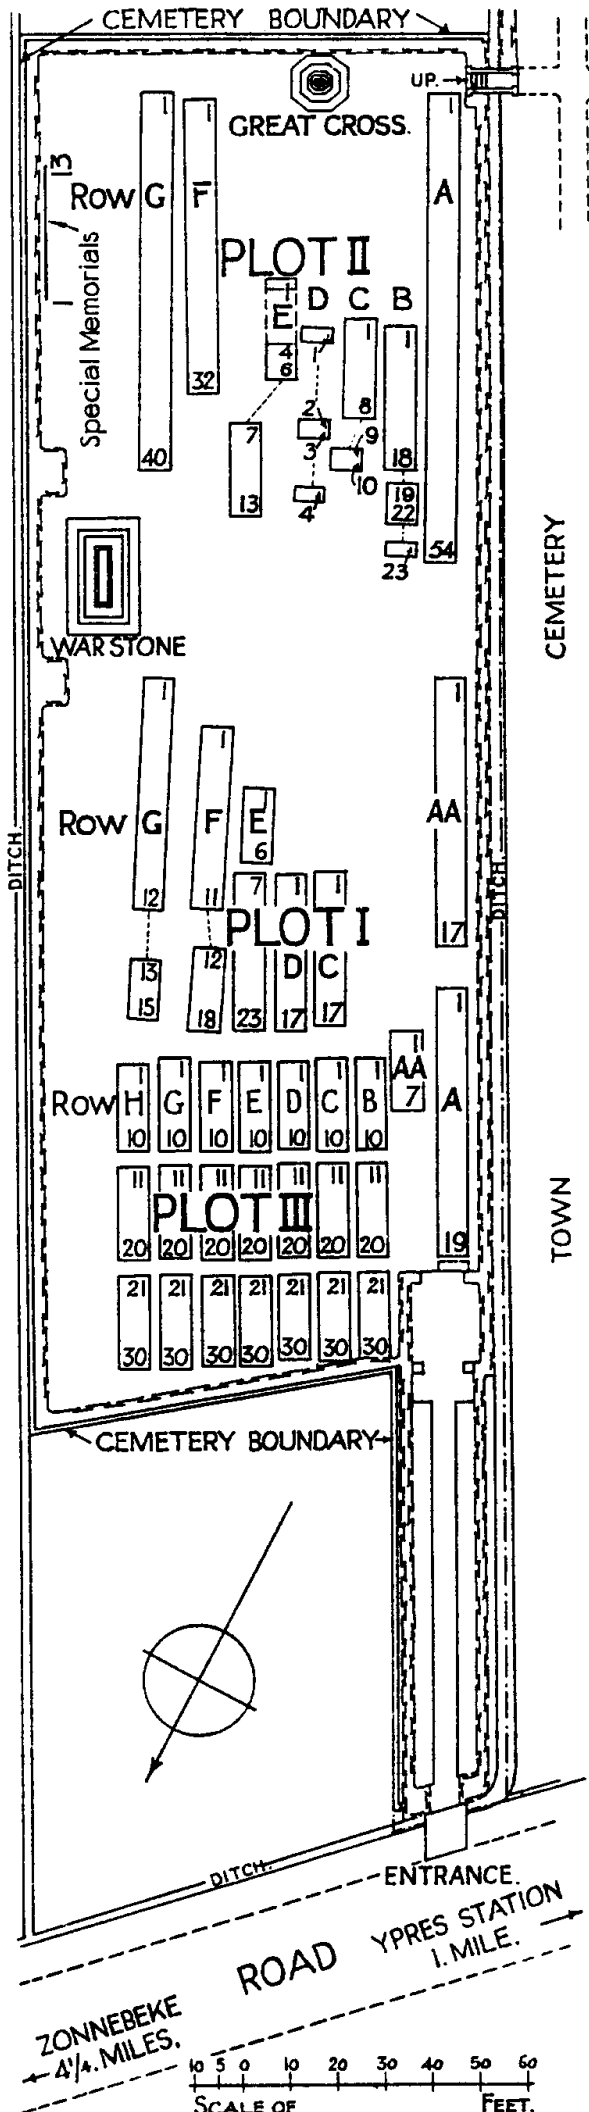 CEMETERY BOUNDARY
UP.
GREAT CROSS.
1 1 1
13
Row G F A
PLOT II
Special Memorials
1
E D C B
1 1 1 1
4
6
32
2 8
7 3 9
40 10 18
13 4 19
22
54
23
WAR STONE
CEMETERY
1 1
1
Row G F E AA
6
DITCH.
DITCH.
12 11 7 1 1
PLOT I
17
D C
13 12
15 18 23 17 17
1
1
AA
7
1 1 1 1 1 1 1
Row H G F E D C B A
10 10 10 10 10 10 10
11 11 11 11 11 11 11
PLOT III
TOWN
20 20 20 20 20 20 20
19
21 21 21 21 21 21 21
30 30 30 30 30 30 30
CEMETERY BOUNDARY
DITCH.
ENTRANCE.
ROAD
YPRES STATION
1. MILE.
ZONNEBEKE
4¼. MILES.
10 5 0 10 20 30 40 50 60
SCALE OF FEET.